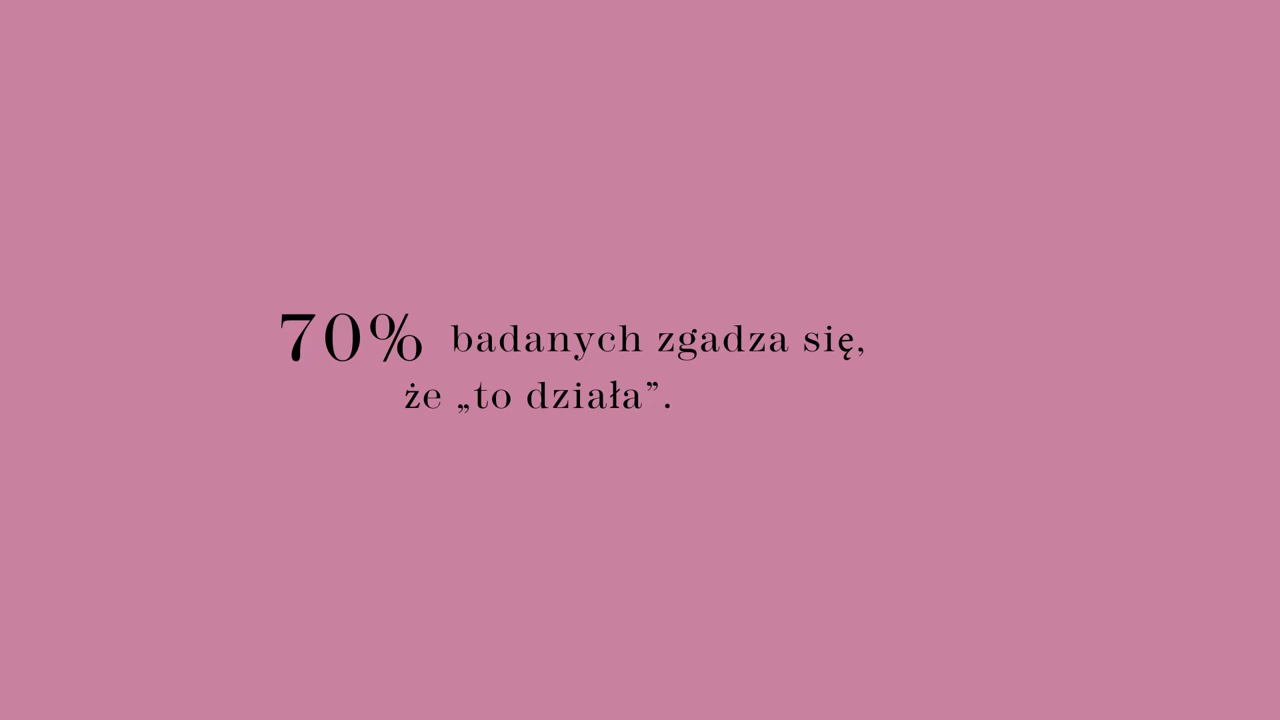 70% badanych zgadza się,
że „to działa”.